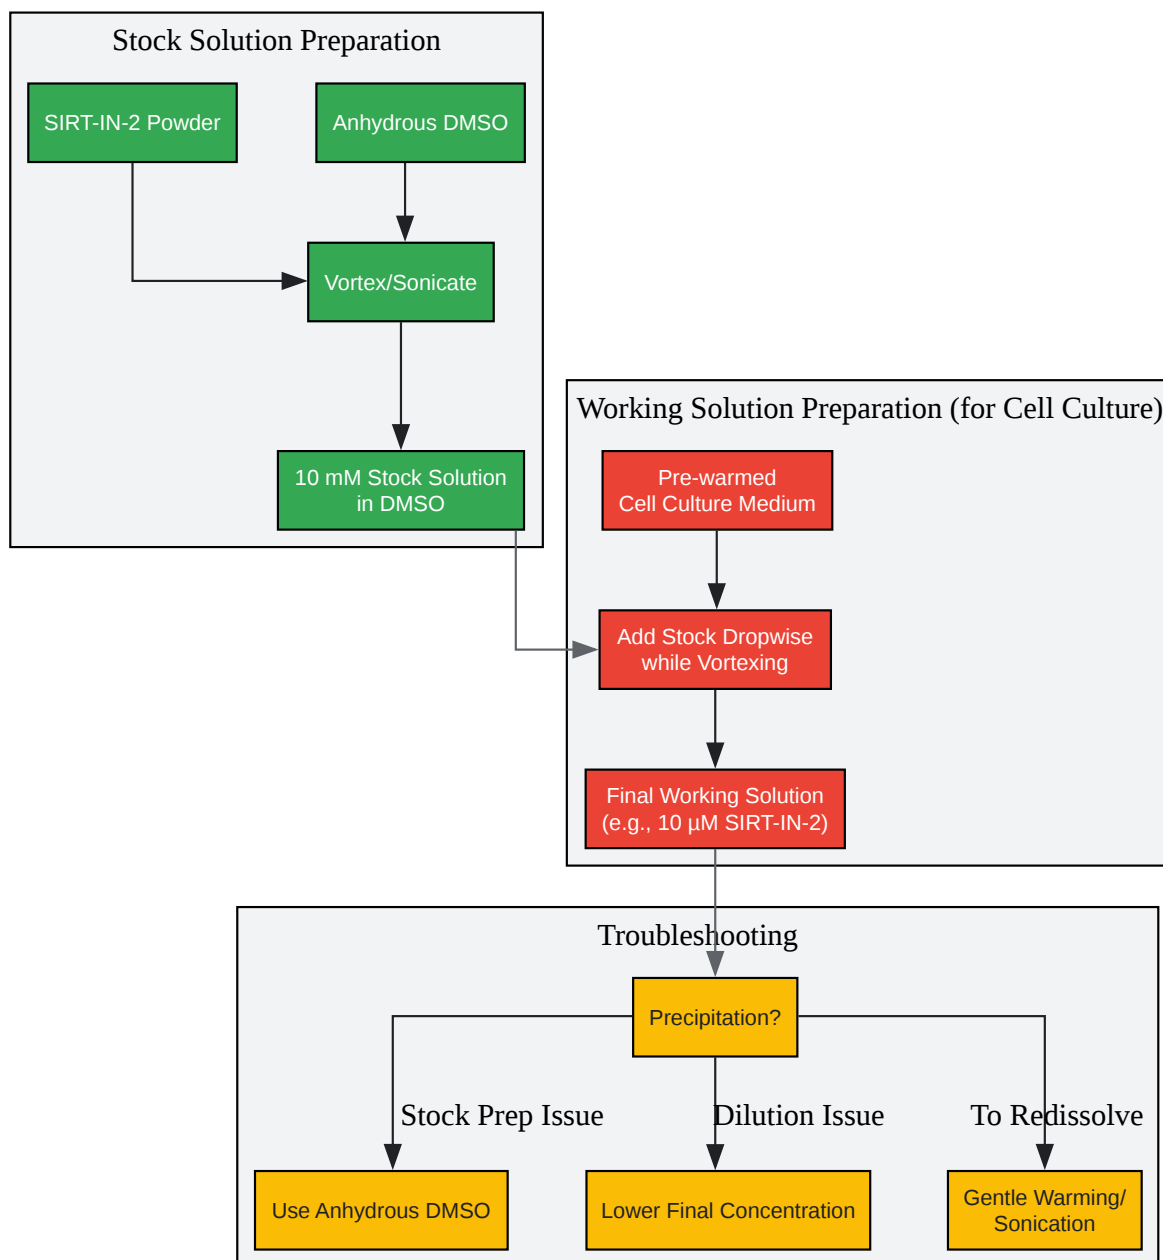 Stock Solution Preparation
SIRT-IN-2 Powder
Anhydrous DMSO
Vortex/Sonicate
10 mM Stock Solution
in DMSO
Working Solution Preparation (for Cell Culture)
Pre-warmed
Cell Culture Medium
Add Stock Dropwise
while Vortexing
Final Working Solution
(e.g., 10 µM SIRT-IN-2)
Troubleshooting
Precipitation?
Stock Prep Issue
Dilution Issue
To Redissolve
Use Anhydrous DMSO
Lower Final Concentration
Gentle Warming/
Sonication